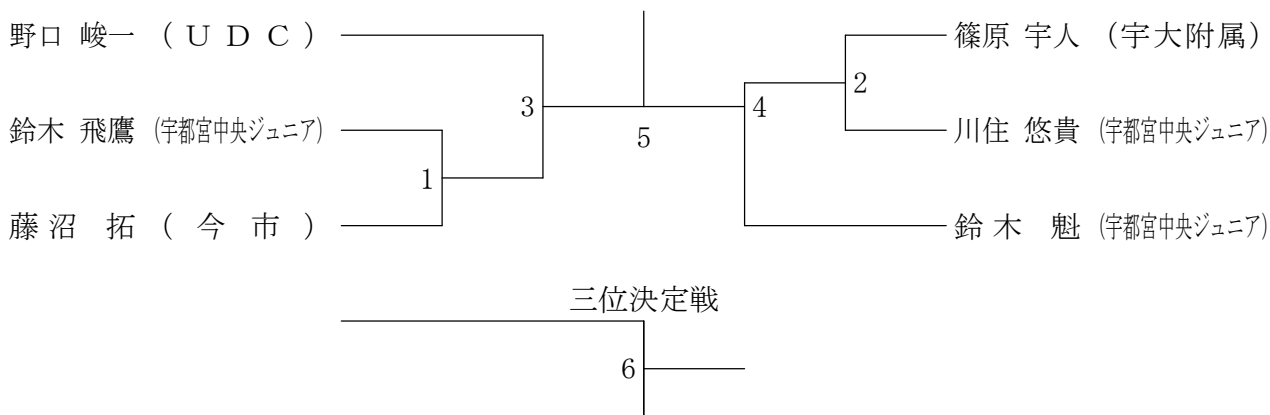 野口 峻一 (UDC)
篠原 宇人 (宇大附属)
3
4
2
鈴木 飛鷹 (宇都宮中央ジュニア)
5
川住 悠貴 (宇都宮中央ジュニア)
1
藤沼 拓 (今市)
鈴木 魁 (宇都宮中央ジュニア)
三位決定戦
6